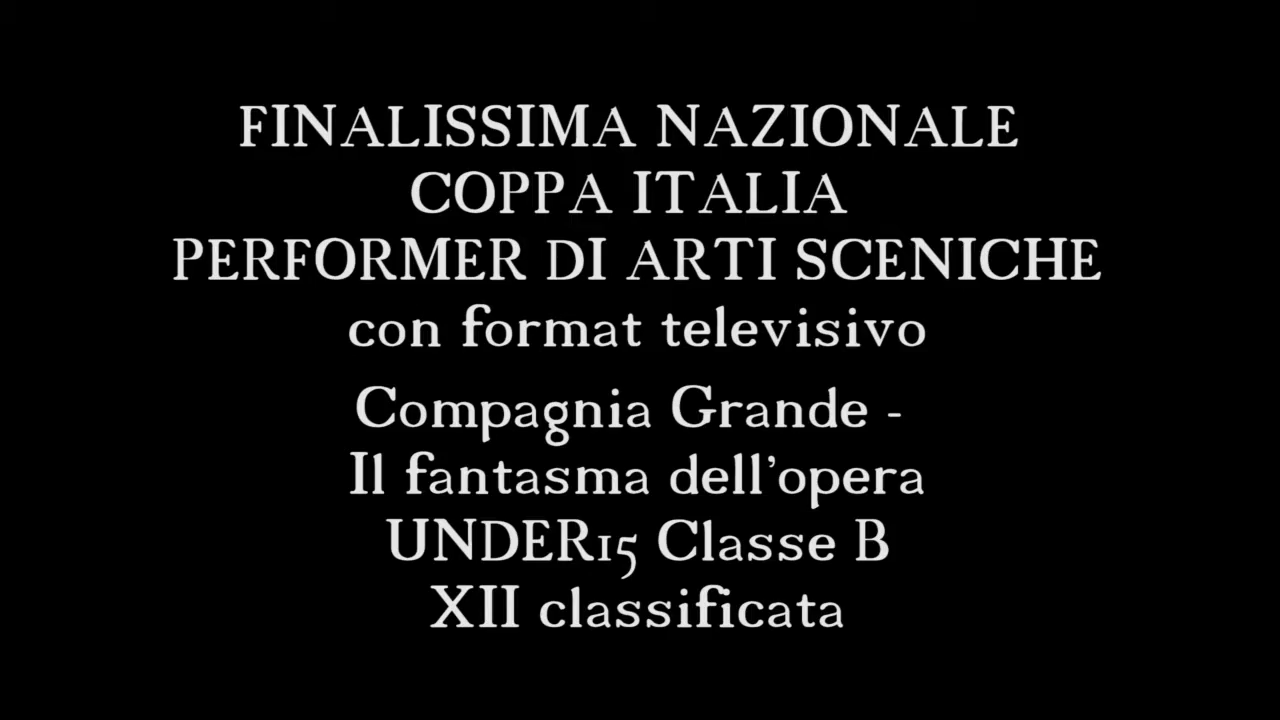 FINALISSIMA NAZIONALE
COPPA ITALIA
PERFORMER DI ARTI SCENICHE
con format televisivo
Compagnia Grande -
Il fantasma dell’opera
UNDER15 Classe B
XII classificata